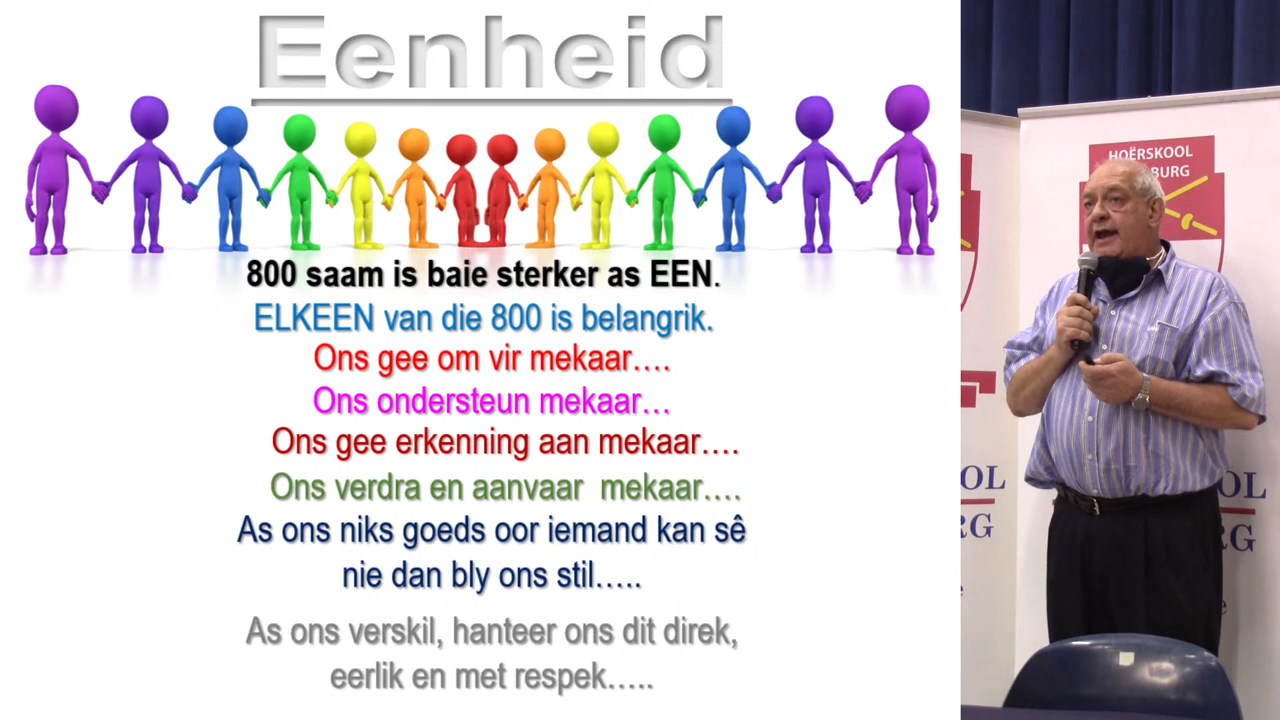 Eenheid
800 saam is baie sterker as EEN.
ELKEEN van die 800 is belangrik.
Ons gee om vir mekaar….
Ons ondersteun mekaar…
Ons gee erkenning aan mekaar….
Ons verdra en aanvaar mekaar….
As ons niks goeds oor iemand kan sê
nie dan bly ons stil…..
As ons verskil, hanteer ons dit direk,
eerlik en met respek…..
HOËRSKOOL